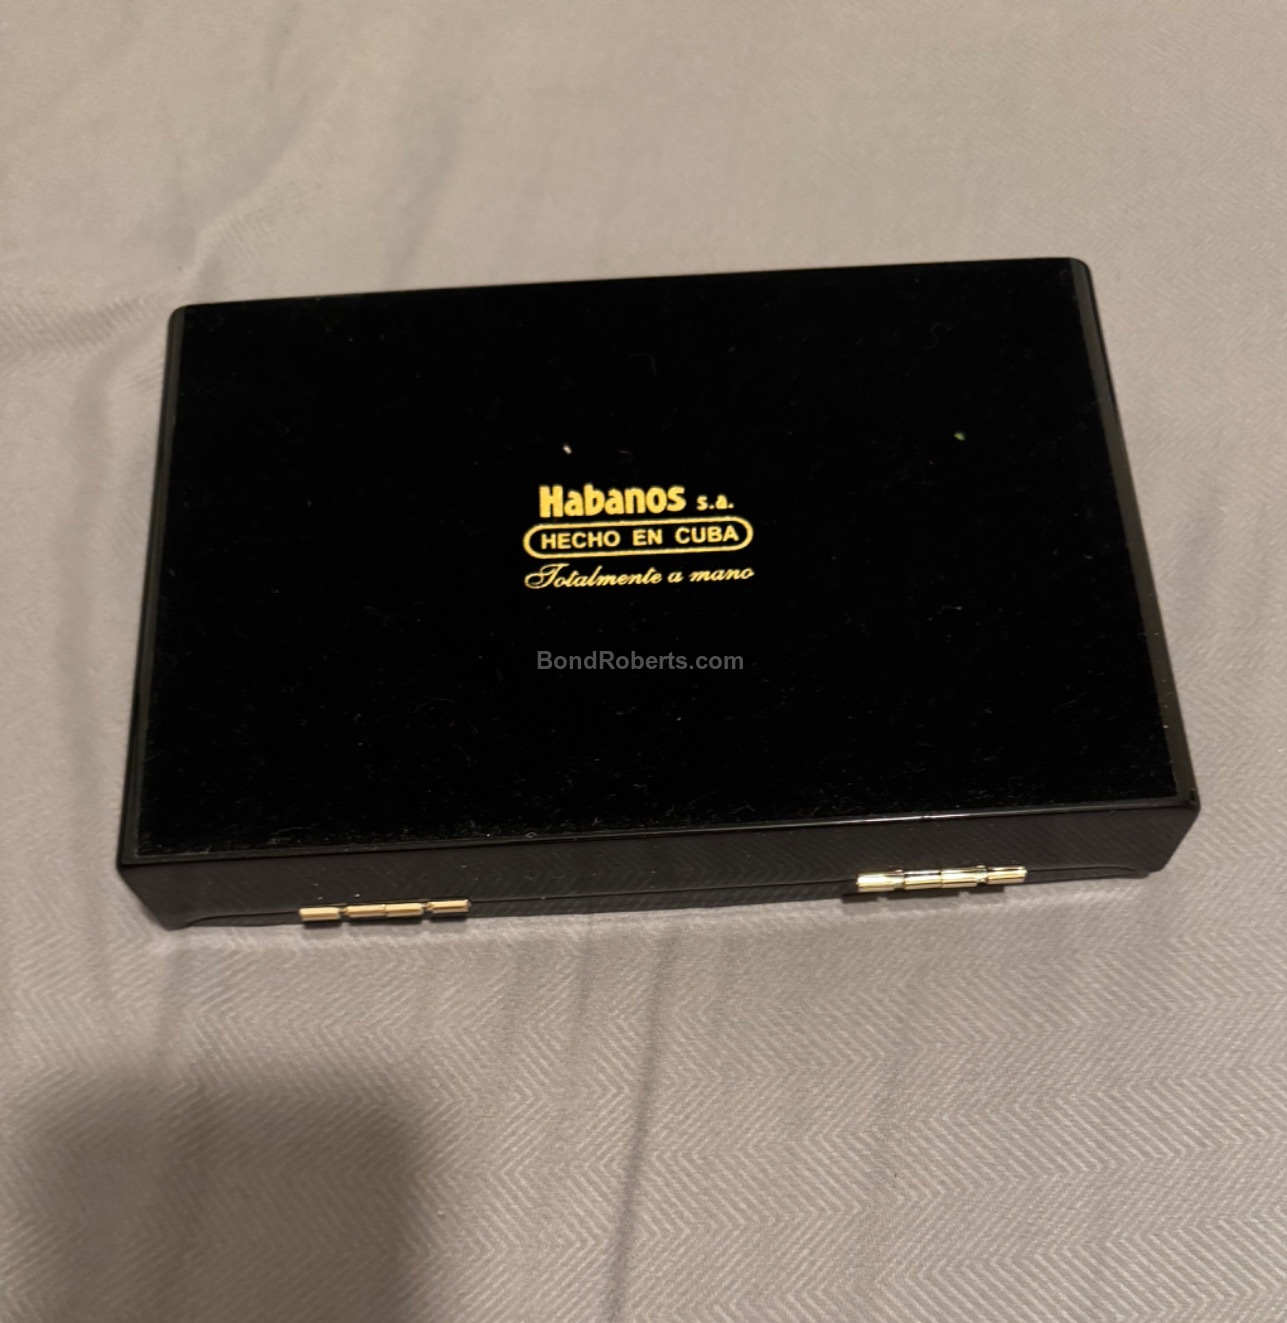 Habanos s.a.
HECHO EN CUBA
Totalmente a mano
BondRoberts.com